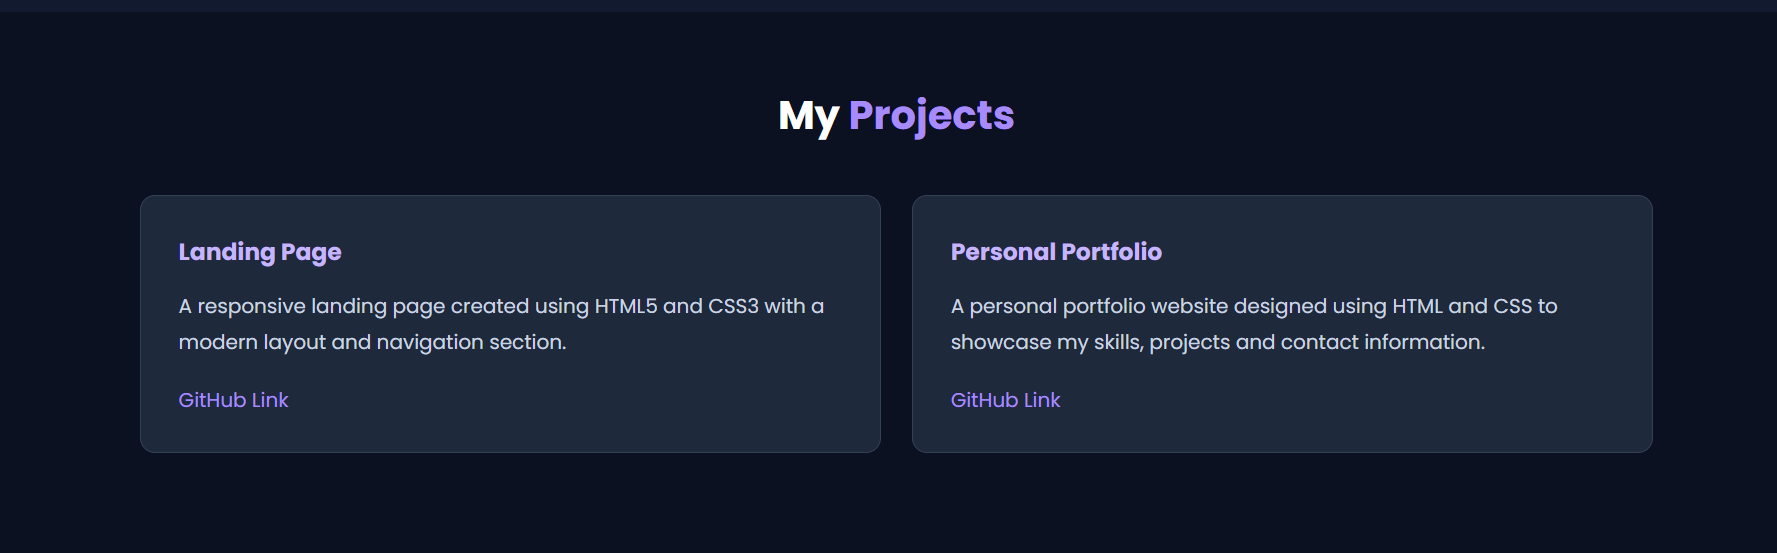 My Projects
Landing Page
A responsive landing page created using HTML5 and CSS3 with a
modern layout and navigation section.
GitHub Link
Personal Portfolio
A personal portfolio website designed using HTML and CSS to
showcase my skills, projects and contact information.
GitHub Link